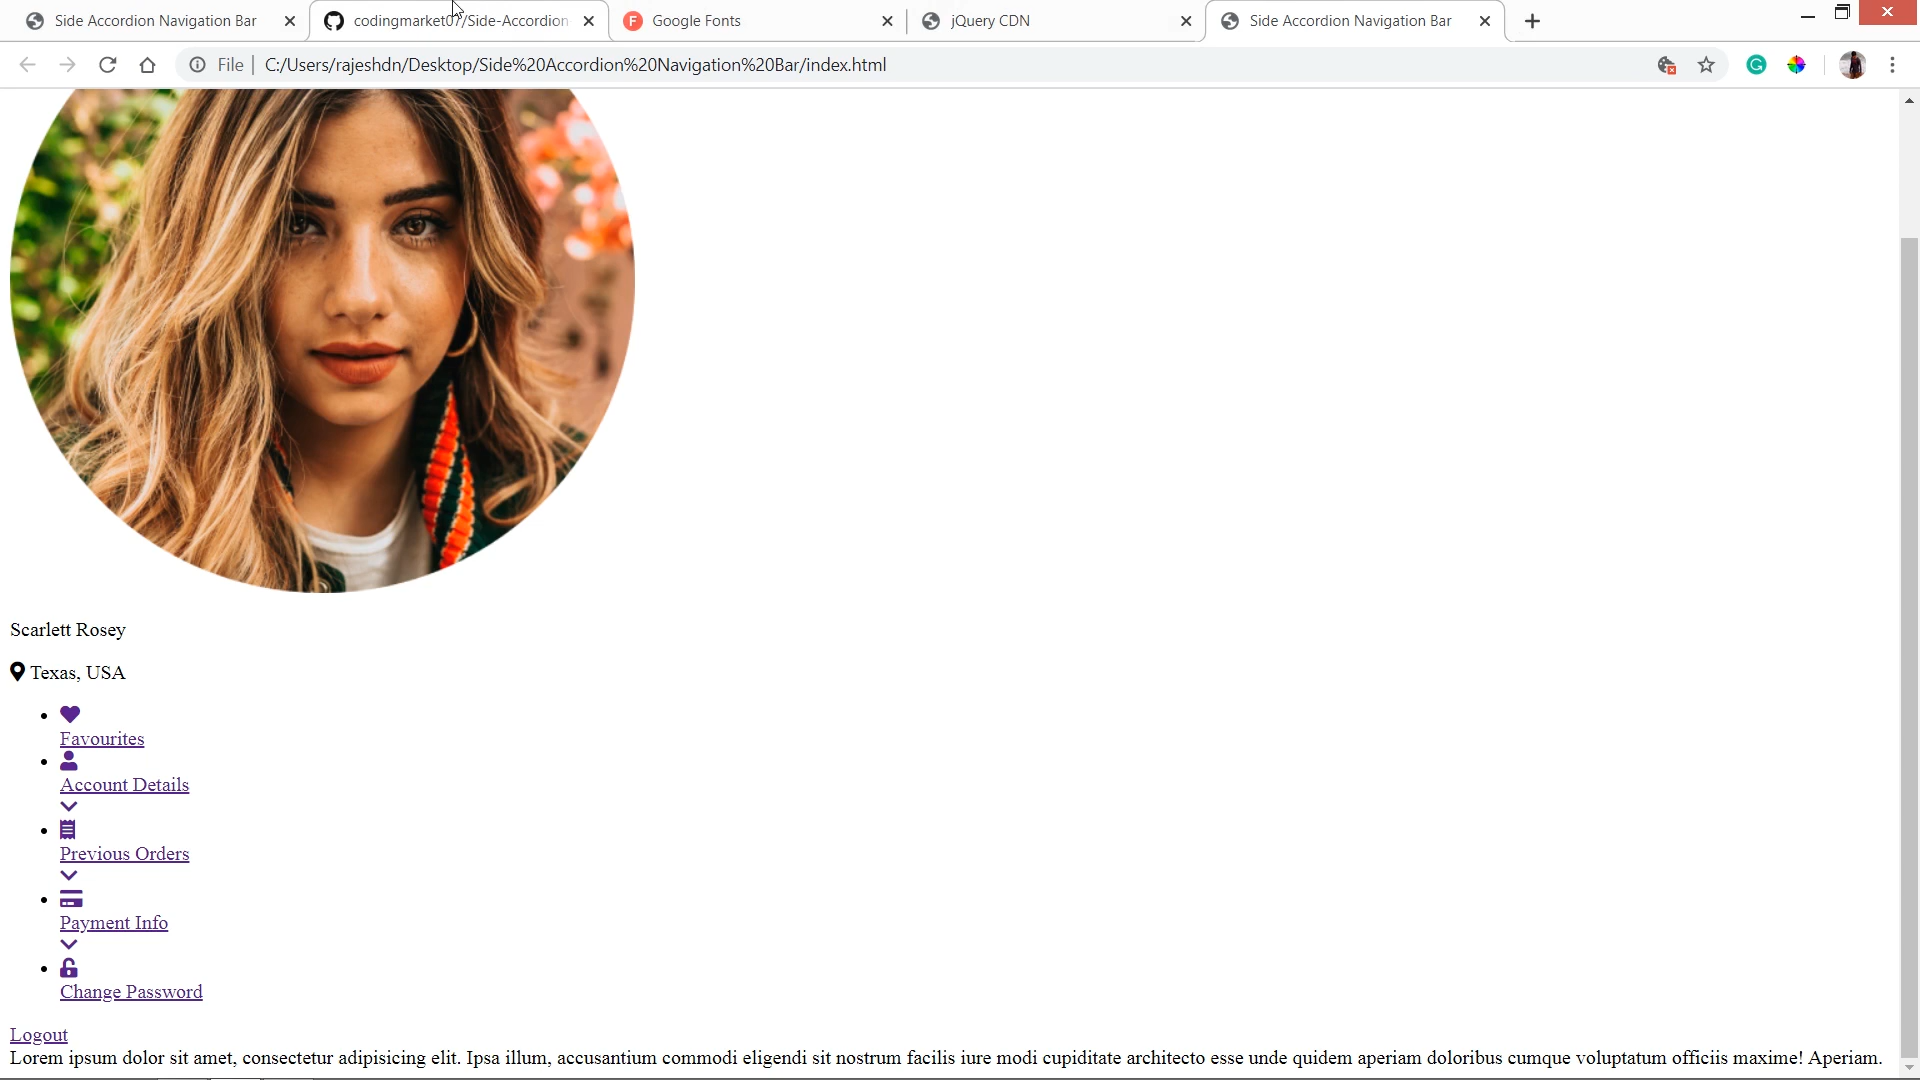 Side Accordion Navigation Bar
codingmarket07/Side-Accordion
Google Fonts
jQuery CDN
Side Accordion Navigation Bar
File
C:/Users/rajeshdn/Desktop/Side%20Accordion%20Navigation%20Bar/index.html
Scarlett Rosey
Texas, USA
Favourites
Account Details
Previous Orders
Payment Info
Change Password
Logout
Lorem ipsum dolor sit amet, consectetur adipisicing elit. Ipsa illum, accusantium commodi eligendi sit nostrum facilis iure modi cupiditate architecto esse unde quidem aperiam doloribus cumque voluptatum officiis maxime! Aperiam.